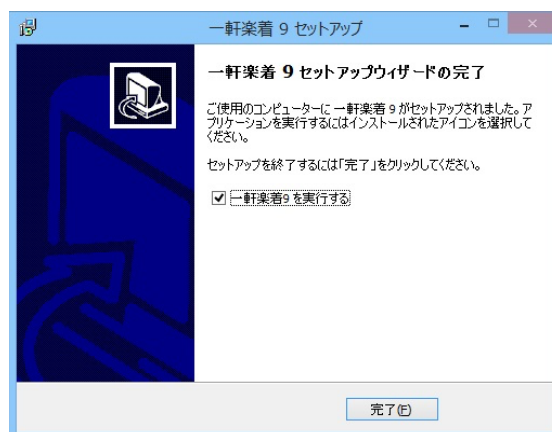 一軒楽着 9 セットアップ
一軒楽着 9 セットアップウィザードの完了
ご使用のコンピューターに 一軒楽着 9 がセットアップされました。ア
プリケーションを実行するにはインストールされたアイコンを選択して
ください。
セットアップを終了するには「完了」をクリックしてください。
一軒楽着9 を実行する
完了(F)